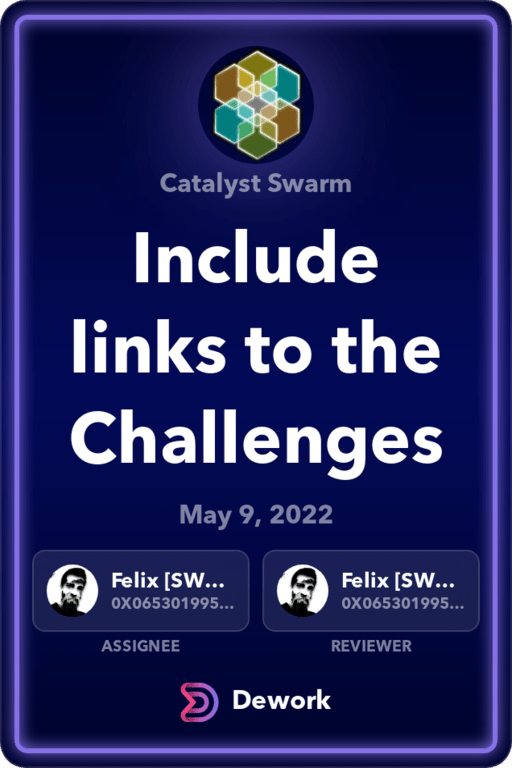 Catalyst Swarm
Include
links to the
Challenges
May 9, 2022
Felix [SW...
0X065301995...
ASSIGNEE
Felix [SW...
0X065301995...
REVIEWER
Dework